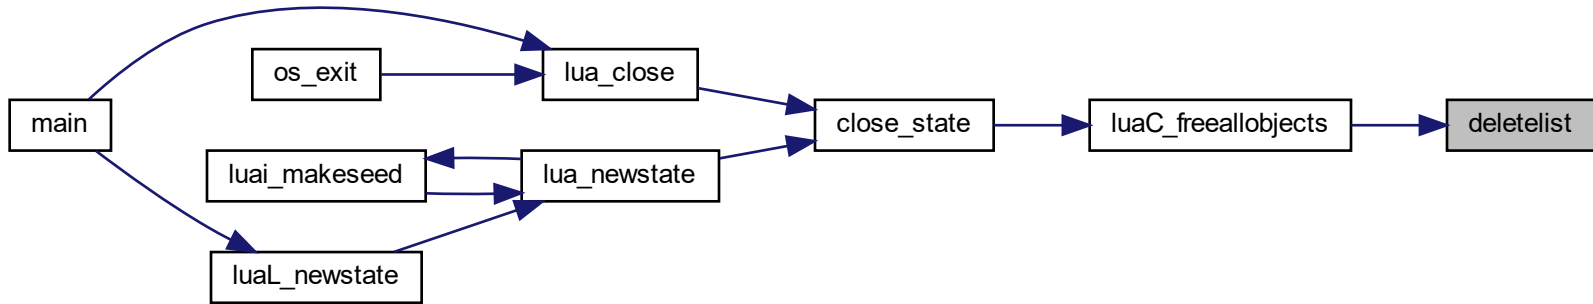 main
os_exit
lua_close
luai_makeseed
lua_newstate
luaL_newstate
close_state
luaC_freeallobjects
deletelist